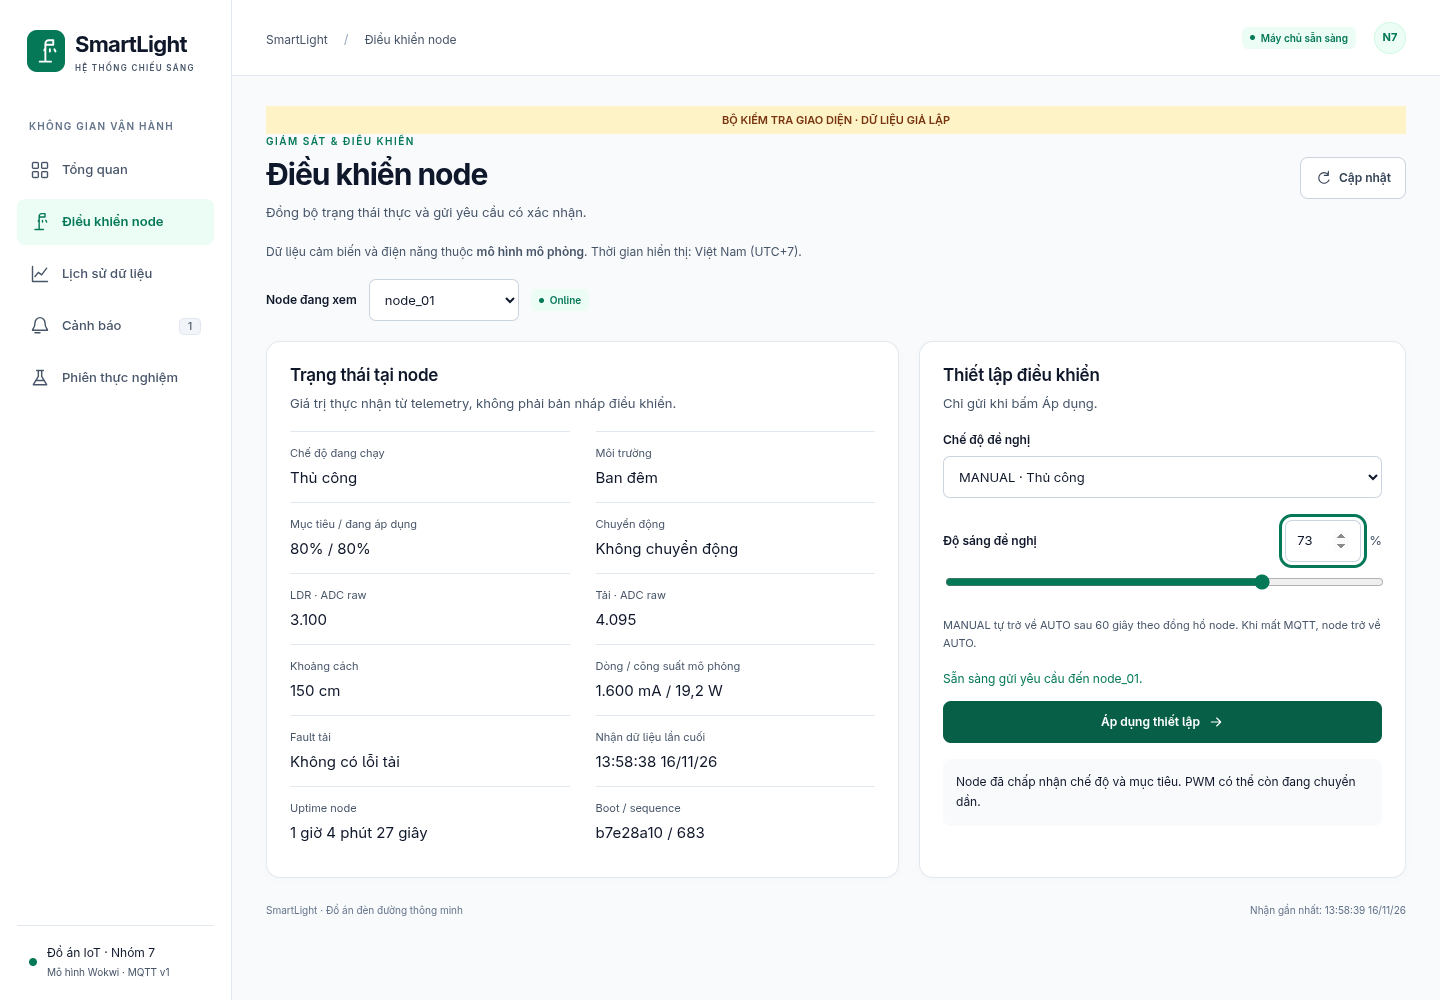 SmartLight
HỆ THỐNG CHIẾU SÁNG
KHÔNG GIAN VẬN HÀNH
Tổng quan
Điều khiển node
Lịch sử dữ liệu
Cảnh báo
1
Phiên thực nghiệm
Đồ án IoT · Nhóm 7
Mô hình Wokwi · MQTT v1
SmartLight / Điều khiển node
Máy chủ sẵn sàng
N7
BỘ KIỂM TRA GIAO DIỆN · DỮ LIỆU GIẢ LẬP
GIÁM SÁT & ĐIỀU KHIỂN
Điều khiển node
Đồng bộ trạng thái thực và gửi yêu cầu có xác nhận.
Cập nhật
Dữ liệu cảm biến và điện năng thuộc mô hình mô phỏng. Thời gian hiển thị: Việt Nam (UTC+7).
Node đang xem
node_01
Online
Trạng thái tại node
Giá trị thực nhận từ telemetry, không phải bản nháp điều khiển.
Chế độ đang chạy
Thủ công
Môi trường
Ban đêm
Mục tiêu / đang áp dụng
80% / 80%
Chuyển động
Không chuyển động
LDR · ADC raw
3.100
Tải · ADC raw
4.095
Khoảng cách
150 cm
Dòng / công suất mô phỏng
1.600 mA / 19,2 W
Fault tải
Không có lỗi tải
Nhận dữ liệu lần cuối
13:58:38 16/11/26
Uptime node
1 giờ 4 phút 27 giây
Boot / sequence
b7e28a10 / 683
Thiết lập điều khiển
Chỉ gửi khi bấm Áp dụng.
Chế độ đề nghị
MANUAL · Thủ công
Độ sáng đề nghị
73
%
MANUAL tự trở về AUTO sau 60 giây theo đồng hồ node. Khi mất MQTT, node trở về
AUTO.
Sẵn sàng gửi yêu cầu đến node_01.
Áp dụng thiết lập →
Node đã chấp nhận chế độ và mục tiêu. PWM có thể còn đang chuyển
dần.
SmartLight · Đồ án đèn đường thông minh
Nhận gần nhất: 13:58:39 16/11/26